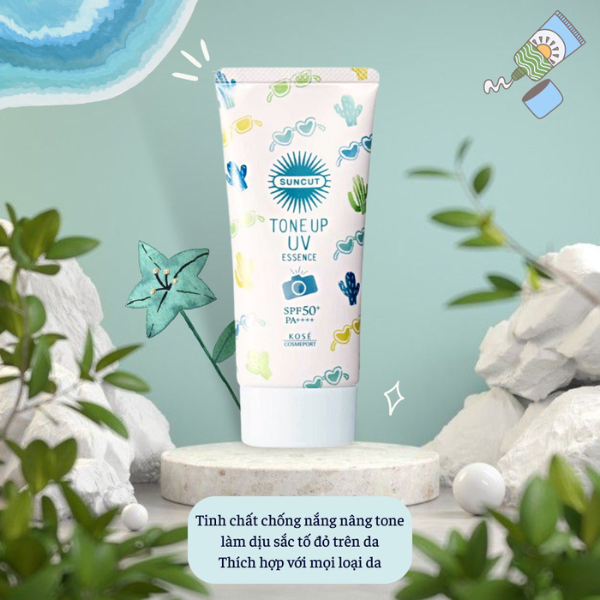 SUNCUT
TONE UP
UV
ESSENCE
SPF50+
PA++++
KOSÉ
COSMEPORT
Tinh chất chống nắng nâng tone
làm dịu sắc tố đỏ trên da
Thích hợp với mọi loại da